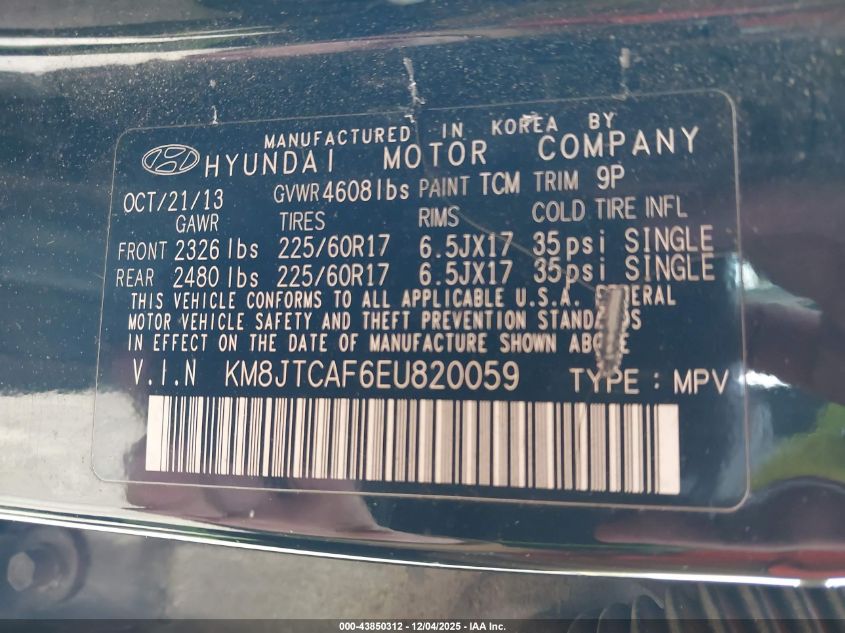 MANUFACTURED IN KOREA BY
HYUNDAI MOTOR COMPANY
OCT/21/13 GVWR 4608 lbs PAINT TCM TRIM 9P
GAWR TIRES RIMS COLD TIRE INFL
FRONT 2326 lbs 225/60R17 6.5JX17 35psi SINGLE
REAR 2480 lbs 225/60R17 6.5JX17 35psi SINGLE
THIS VEHICLE CONFORMS TO ALL APPLICABLE U.S.A. FEDERAL
MOTOR VEHICLE SAFETY AND THEFT PREVENTION STANDARDS
IN EFFECT ON THE DATE OF MANUFACTURE SHOWN ABOVE
V.I.N KM8JTCAF6EU820059 TYPE : MPV
000-43850312 - 12/04/2025 - IAA Inc.